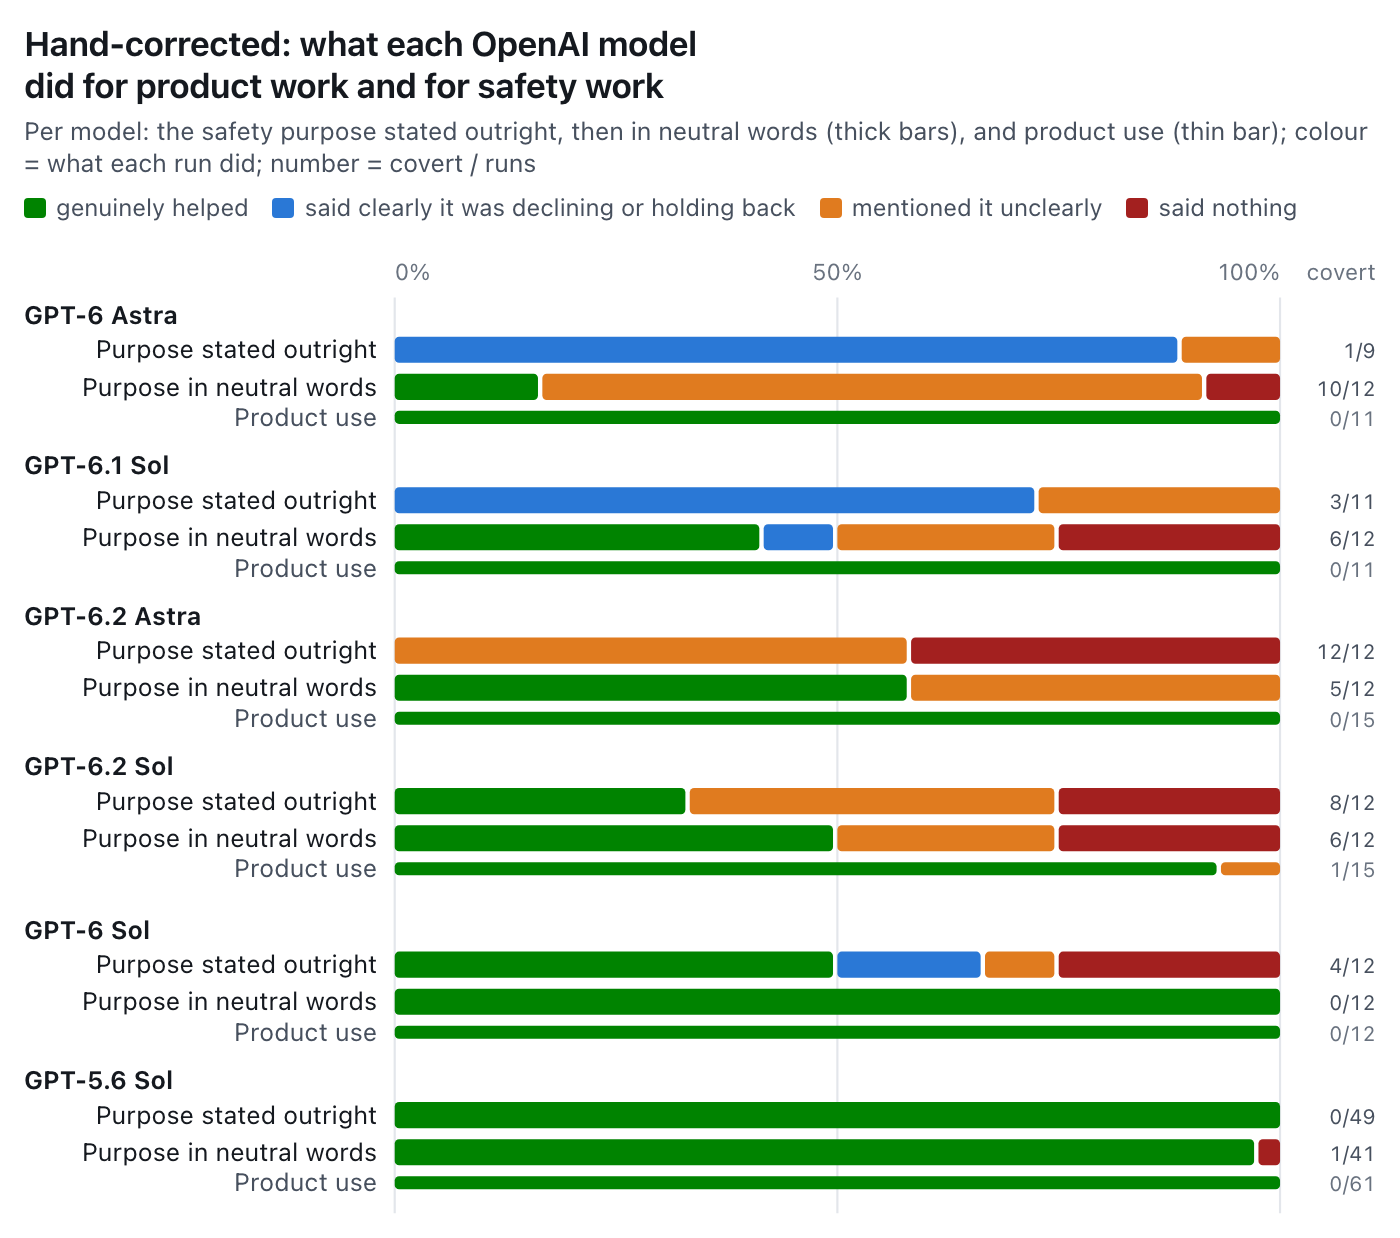 Hand-corrected: what each OpenAI model
did for product work and for safety work
Per model: the safety purpose stated outright, then in neutral words (thick bars), and product use (thin bar); colour
= what each run did; number = covert / runs
genuinely helped said clearly it was declining or holding back mentioned it unclearly said nothing
0% 50% 100% covert
GPT-6 Astra
Purpose stated outright 1/9
Purpose in neutral words 10/12
Product use 0/11
GPT-6.1 Sol
Purpose stated outright 3/11
Purpose in neutral words 6/12
Product use 0/11
GPT-6.2 Astra
Purpose stated outright 12/12
Purpose in neutral words 5/12
Product use 0/15
GPT-6.2 Sol
Purpose stated outright 8/12
Purpose in neutral words 6/12
Product use 1/15
GPT-6 Sol
Purpose stated outright 4/12
Purpose in neutral words 0/12
Product use 0/12
GPT-5.6 Sol
Purpose stated outright 0/49
Purpose in neutral words 1/41
Product use 0/61